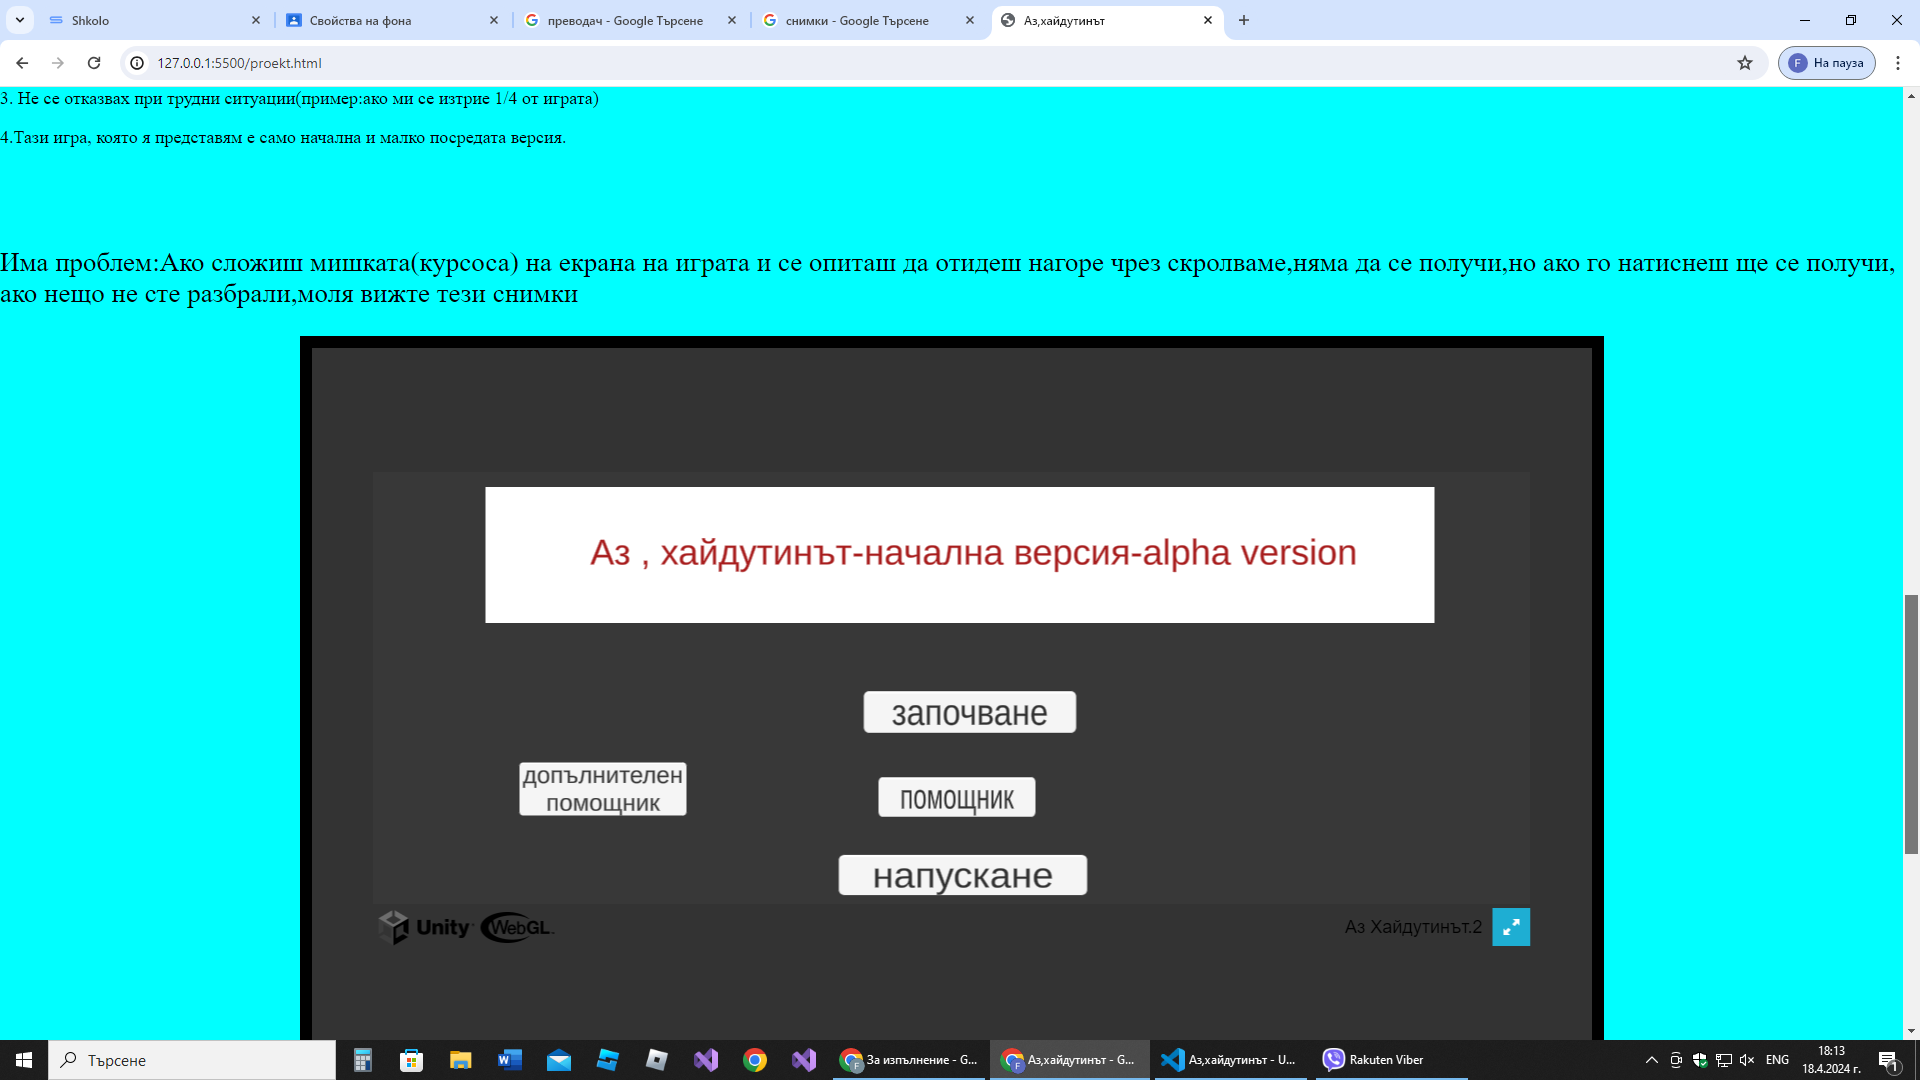 Shkolo
Свойства на фона
преводач - Google Търсене
снимки - Google Търсене
Аз,хайдутинът
127.0.0.1:5500/proekt.html
F
На пауза
3. Не се отказвах при трудни ситуации(пример:ако ми се изтрие 1/4 от играта)
4.Тази игра, която я представям е само начална и малко посредата версия.
Има проблем:Ако сложиш мишката(курсоса) на екрана на играта и се опиташ да отидеш нагоре чрез скролваме,няма да се получи,но ако го натиснеш ще се получи,
ако нещо не сте разбрали,моля вижте тези снимки
Аз , хайдутинът-начална версия-alpha version
започване
допълнителен
помощник
помощник
напускане
Unity
WebGL
Аз Хайдутинът.2
Търсене
За изпълнение - G...
Аз,хайдутинът - G...
Аз,хайдутинът - U...
Rakuten Viber
ENG
18:13
18.4.2024 г.
1